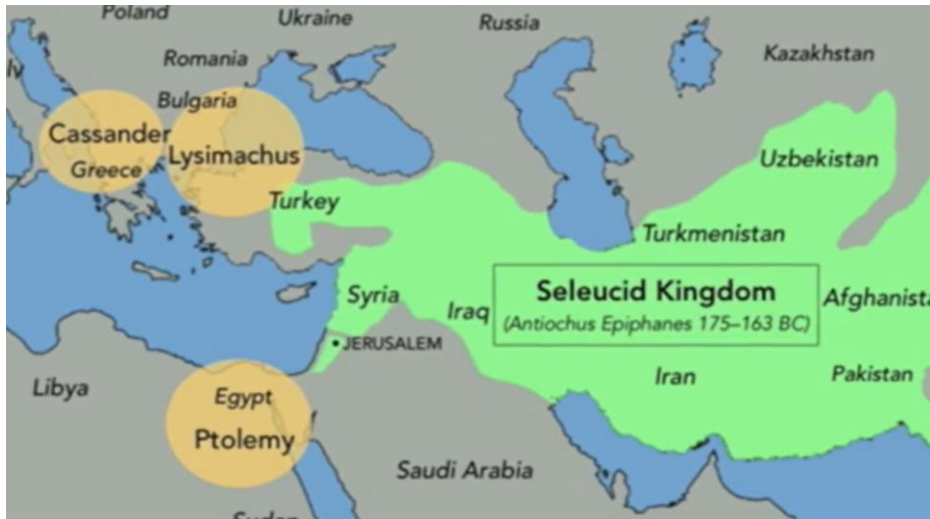 Poland
Ukraine
Russia
Kazakhstan
Romania
Bulgaria
Cassander
Greece
Lysimachus
Uzbekistan
Turkey
Turkmenistan
Syria
Iraq
Seleucid Kingdom
(Antiochus Epiphanes 175–163 BC)
Afghanista
JERUSALEM
Iran
Pakistan
Libya
Egypt
Ptolemy
Saudi Arabia
Sudan